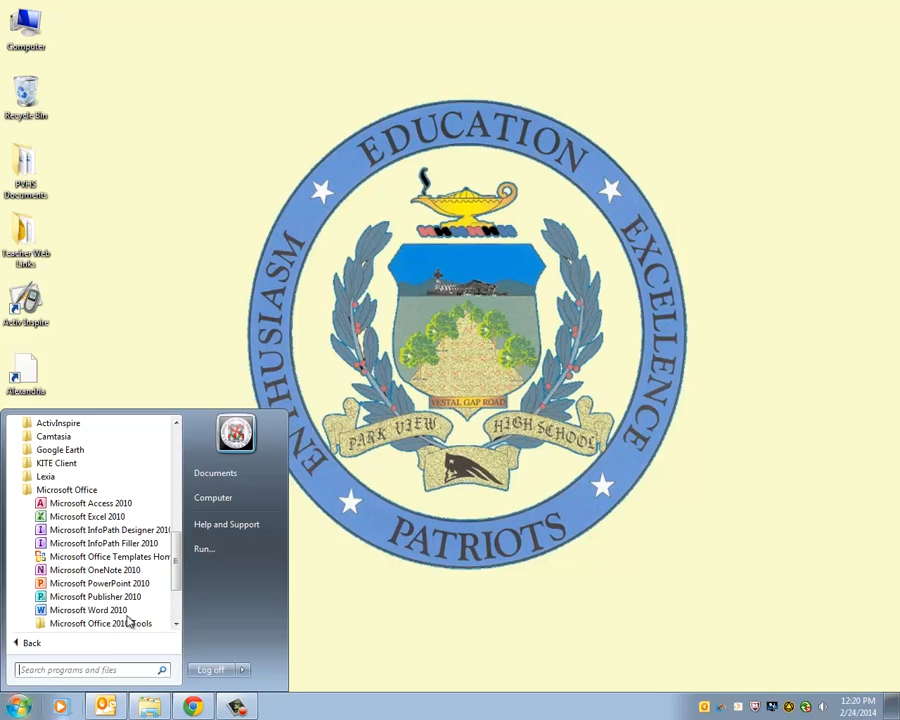 Computer
Recycle Bin
PVHS
Documents
Teacher Web
Links
ActivInspire
Alexandria
EDUCATION
EXCELLENCE
ENTHUSIASM
PATRIOTS
VESTAL GAP ROAD
PARK VIEW
HIGH SCHOOL
ActivInspire
Camtasia
Google Earth
KITE Client
Lexia
Microsoft Office
Microsoft Access 2010
Microsoft Excel 2010
Microsoft InfoPath Designer 2010
Microsoft InfoPath Filler 2010
Microsoft Office Templates Hom
Microsoft OneNote 2010
Microsoft PowerPoint 2010
Microsoft Publisher 2010
Microsoft Word 2010
Microsoft Office 2010 Tools
Back
Search programs and files
Documents
Computer
Help and Support
Run...
Log off
12:20 PM
2/24/2014